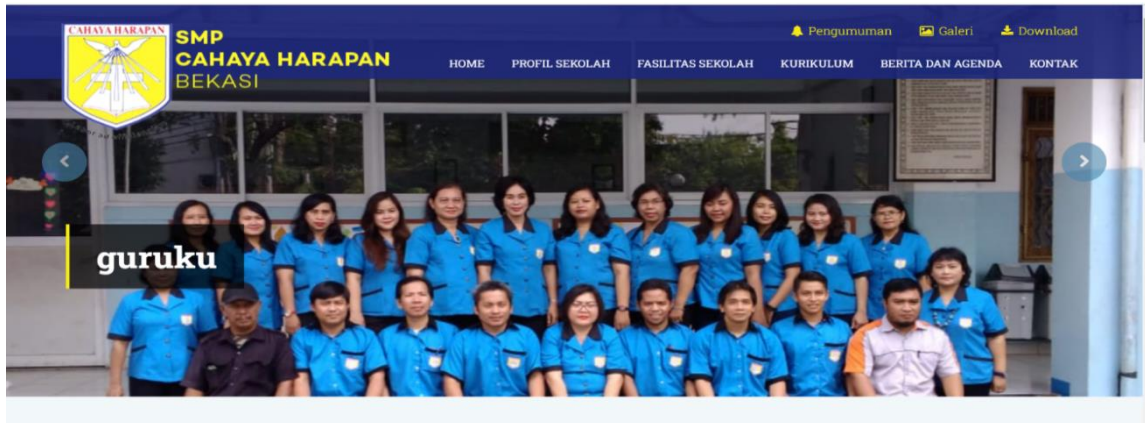 CAHAYA HARAPAN
SMP
CAHAYA HARAPAN
BEKASI
Pengumuman Galeri Download
HOME PROFIL SEKOLAH FASILITAS SEKOLAH KURIKULUM BERITA DAN AGENDA KONTAK
guruku